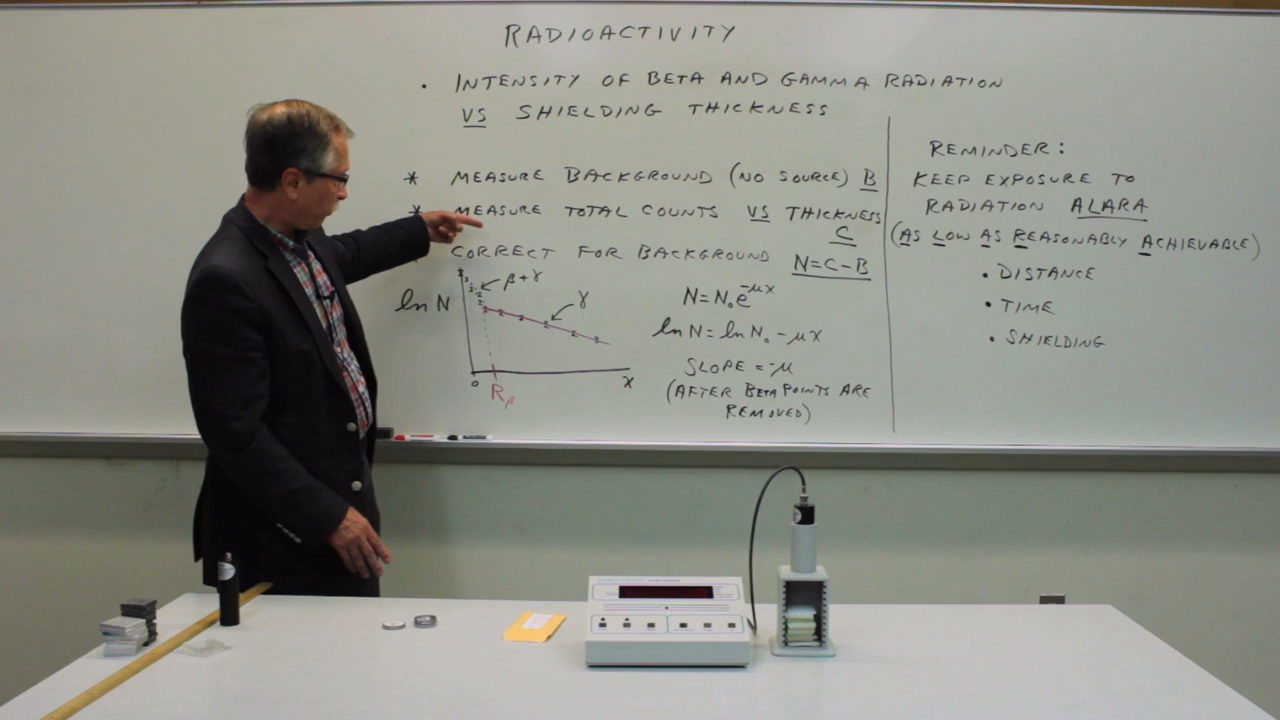 RADIOACTIVITY
• INTENSITY OF BETA AND GAMMA RADIATION
VS SHIELDING THICKNESS
* MEASURE BACKGROUND (NO SOURCE) B
* MEASURE TOTAL COUNTS VS THICKNESS
C
CORRECT FOR BACKGROUND N=C-B
β+γ
ln N
γ
0
Rβ
x
N=N₀e^-μx
ln N = ln N₀ - μx
SLOPE = -μ
(AFTER BETA POINTS ARE
REMOVED)
REMINDER:
KEEP EXPOSURE TO
RADIATION ALARA
(AS LOW AS REASONABLY ACHIEVABLE)
• DISTANCE
• TIME
• SHIELDING